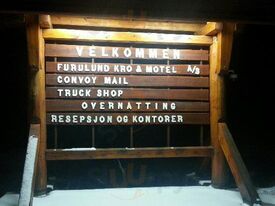 VELKOMMEN
FURULUND KRO & MOTEL A/S
CONVOY MAIL
TRUCK SHOP
OVERNATTING
RESEPSJON OG KONTORER